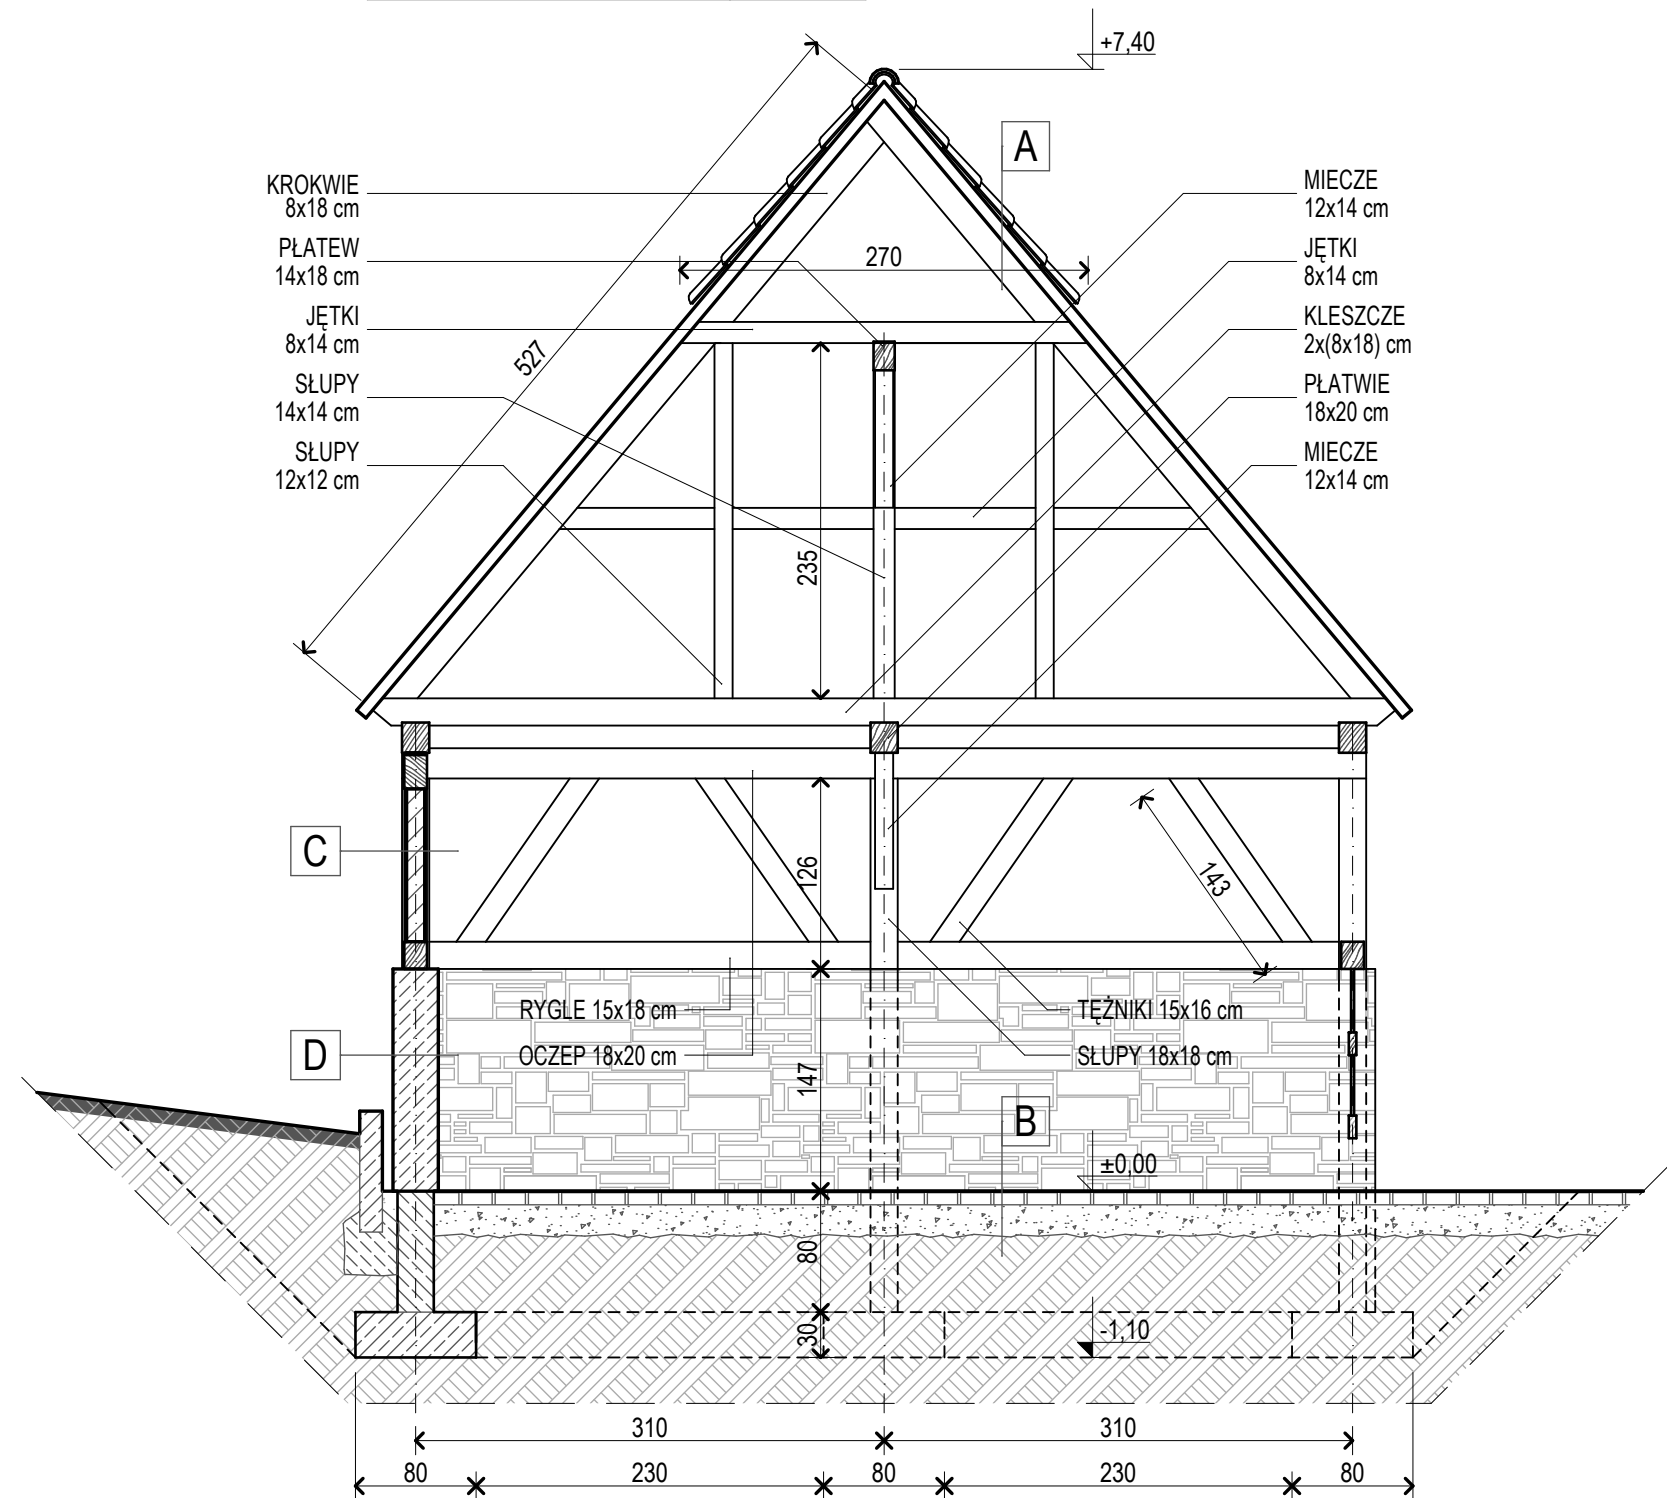 +7,40
A
KROKWIE
8x18 cm
PŁATEW
14x18 cm
JĘTKI
8x14 cm
SŁUPY
14x14 cm
SŁUPY
12x12 cm
MIECZE
12x14 cm
JĘTKI
8x14 cm
KLESZCZE
2x(8x18) cm
PŁATWIE
18x20 cm
MIECZE
12x14 cm
270
527
235
C
126
143
RYGLE 15x18 cm
TĘŻNIKI 15x16 cm
D
OCZEP 18x20 cm
SŁUPY 18x18 cm
147
B
±0,00
80
30
-1,10
310
310
80
230
80
230
80